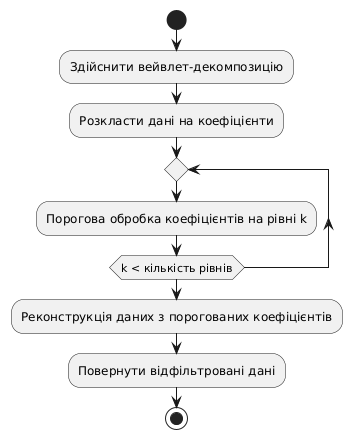 Здійснити вейвлет-декомпозицію
Розкласти дані на коефіцієнти
Порогова обробка коефіцієнтів на рівні k
k < кількість рівнів
Реконструкція даних з порогованих коефіцієнтів
Повернути відфільтровані дані